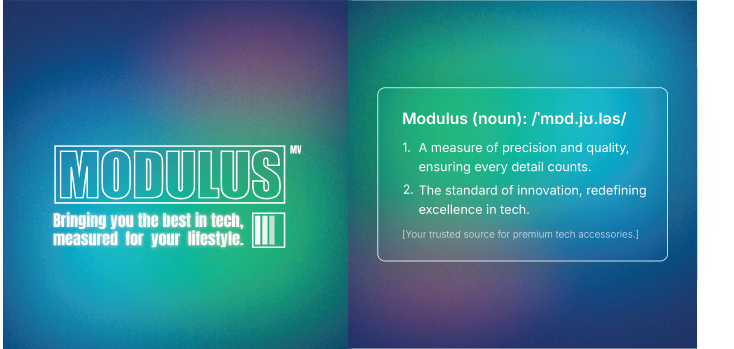 MODULUS MV
Bringing you the best in tech,
measured for your lifestyle.
Modulus (noun): /ˈmɒd.jʊ.ləs/
1. A measure of precision and quality,
ensuring every detail counts.
2. The standard of innovation, redefining
excellence in tech.
[Your trusted source for premium tech accessories.]